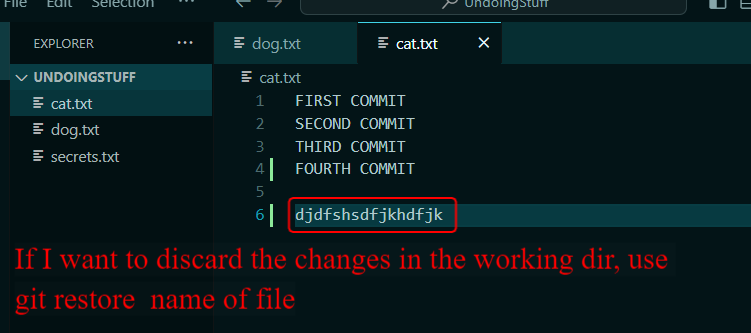 File Edit Selection UndoingStuff
EXPLORER ···
dog.txt cat.txt ×
UNDOINGSTUFF
cat.txt
cat.txt
dog.txt
secrets.txt
1 FIRST COMMIT
2 SECOND COMMIT
3 THIRD COMMIT
4 FOURTH COMMIT
5
6 djdfshsdfjkhdfjk
If I want to discard the changes in the working dir, use
git restore name of file